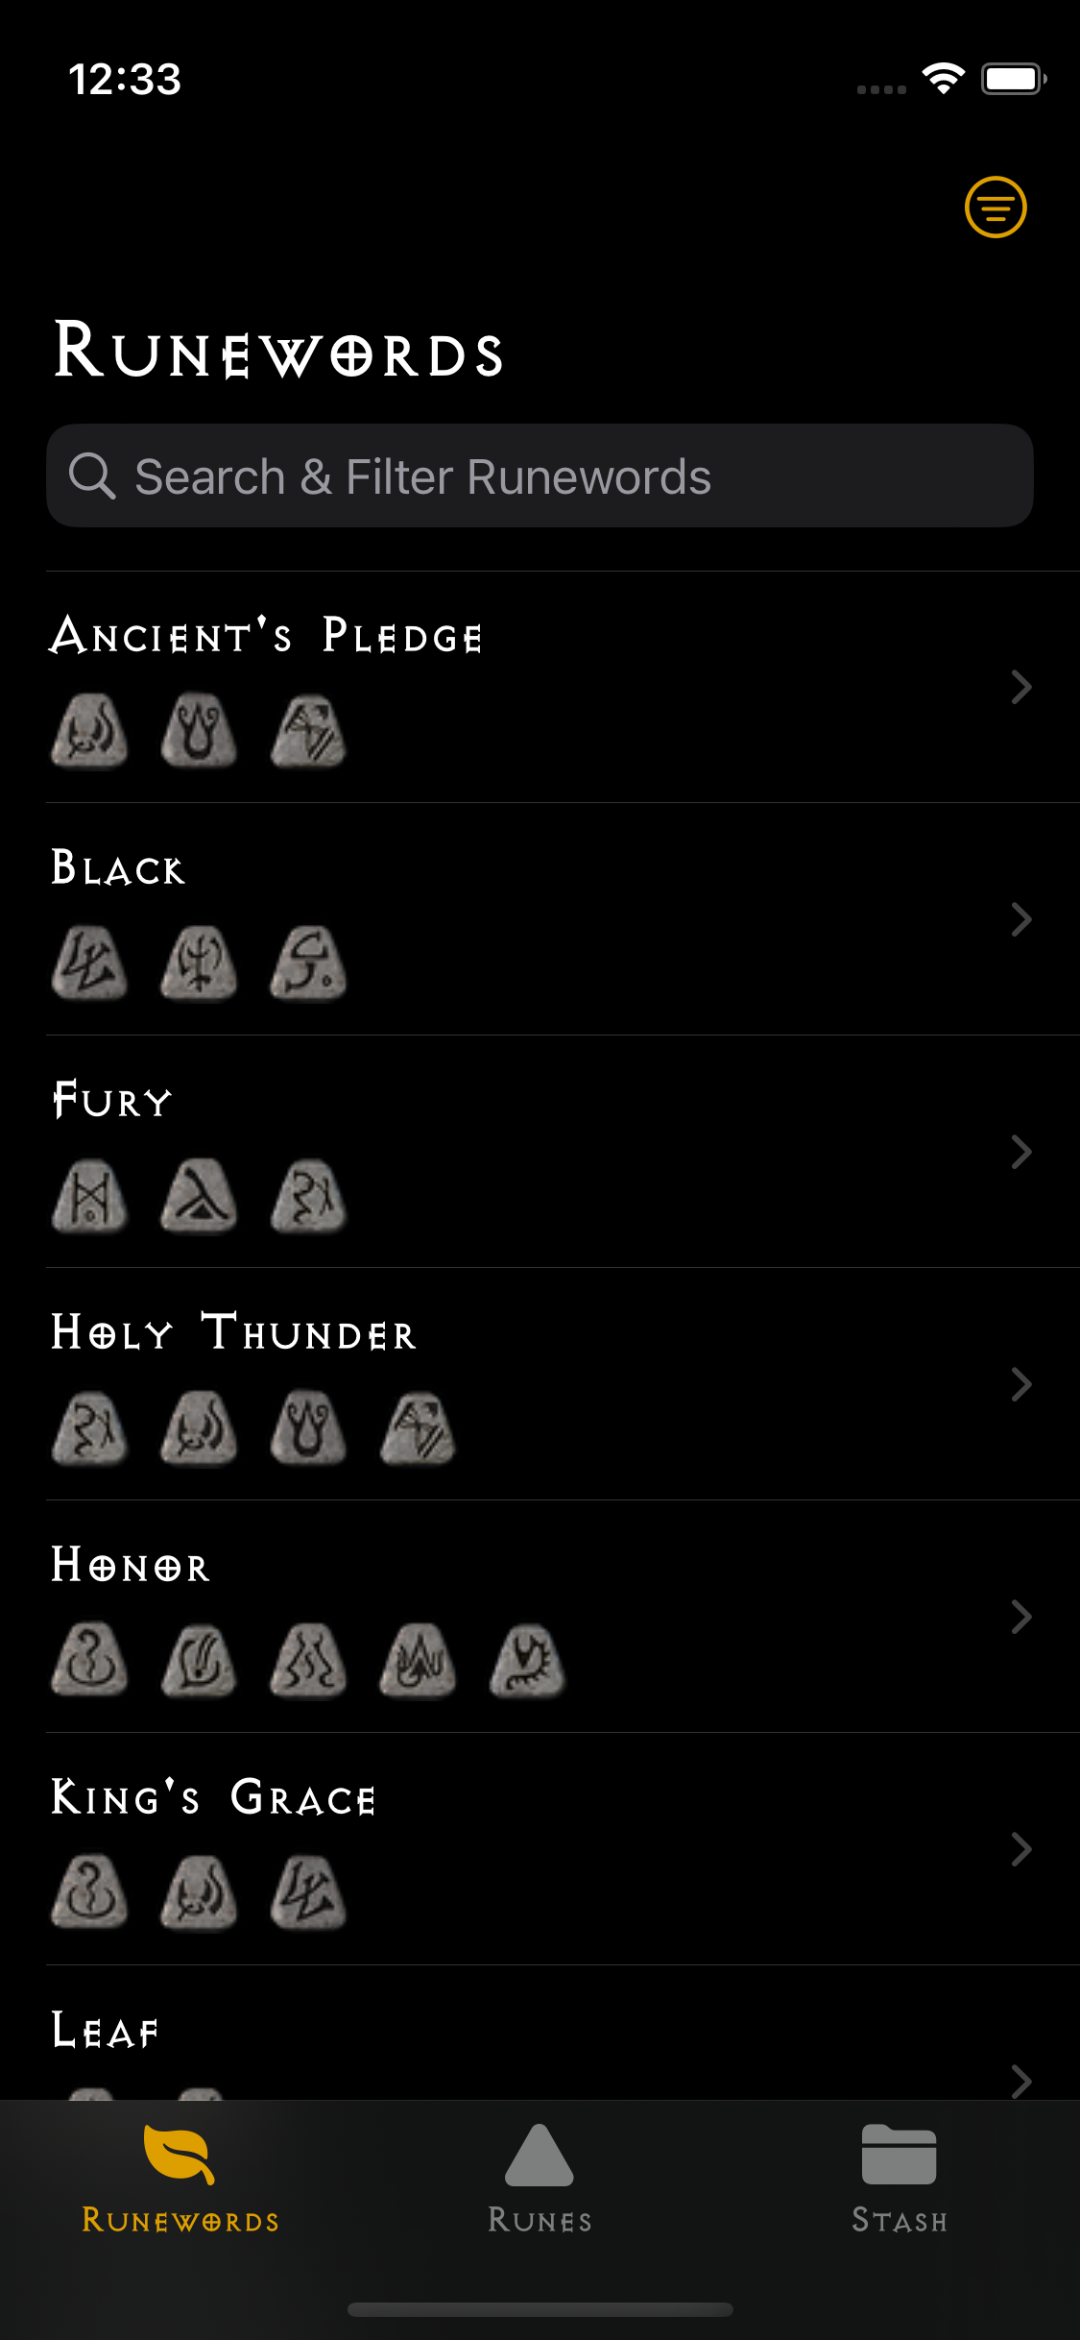 12:33
Runewords
Search & Filter Runewords
Ancient's Pledge
Black
Fury
Holy Thunder
Honor
King's Grace
Leaf
Runewords
Runes
Stash